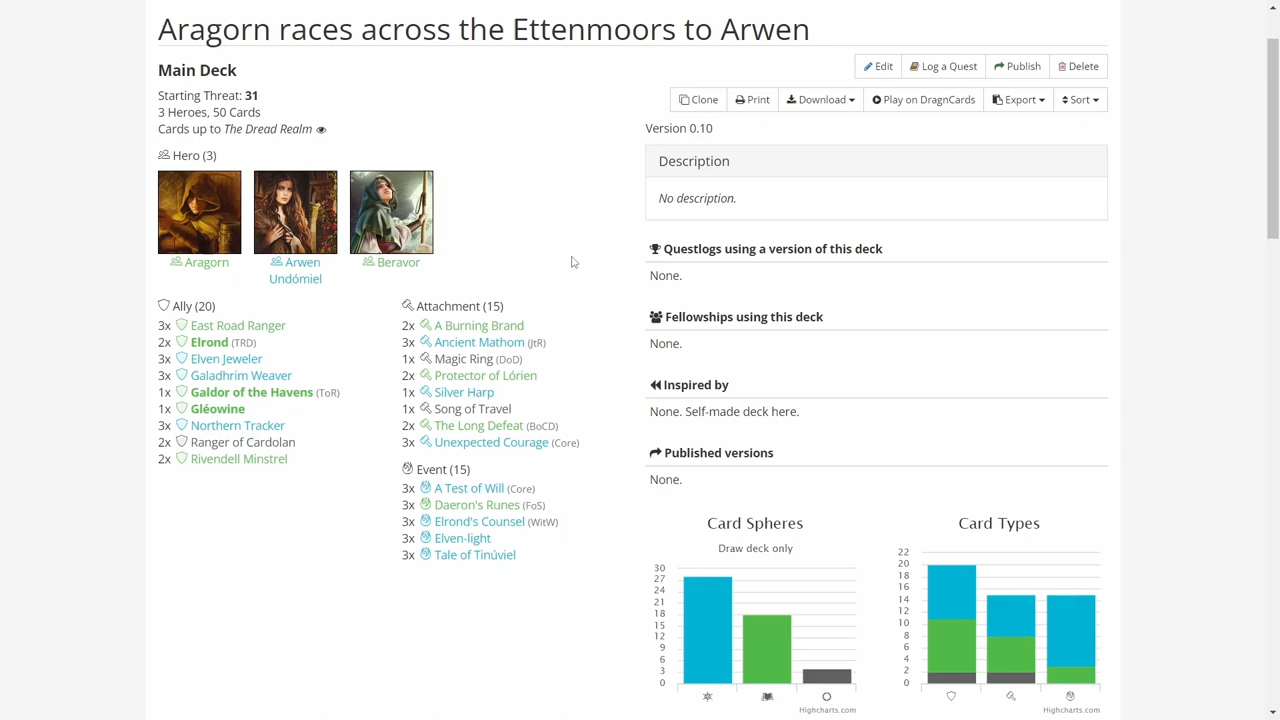 Aragorn races across the Ettenmoors to Arwen
Edit
Log a Quest
Publish
Delete
Main Deck
Starting Threat: 31
3 Heroes, 50 Cards
Cards up to The Dread Realm
Clone
Print
Download
Play on DragnCards
Export
Sort
Hero (3)
Aragorn
Arwen
Undómiel
Beravor
Ally (20)
3x East Road Ranger
2x Elrond (TRD)
3x Elven Jeweler
3x Galadhrim Weaver
1x Galdor of the Havens (ToR)
1x Gléowine
3x Northern Tracker
2x Ranger of Cardolan
2x Rivendell Minstrel
Attachment (15)
2x A Burning Brand
3x Ancient Mathom (JtR)
1x Magic Ring (DoD)
2x Protector of Lórien
1x Silver Harp
1x Song of Travel
2x The Long Defeat (BoCD)
3x Unexpected Courage (Core)
Event (15)
3x A Test of Will (Core)
3x Daeron's Runes (FoS)
3x Elrond's Counsel (WitW)
3x Elven-light
3x Tale of Tinúviel
Version 0.10
Description
No description.
Questlogs using a version of this deck
None.
Fellowships using this deck
None.
Inspired by
None. Self-made deck here.
Published versions
None.
Card Spheres
Draw deck only
30
27
24
21
18
15
12
9
6
3
0
Highcharts.com
Card Types
22
20
18
16
14
12
10
8
6
4
2
0
Highcharts.com